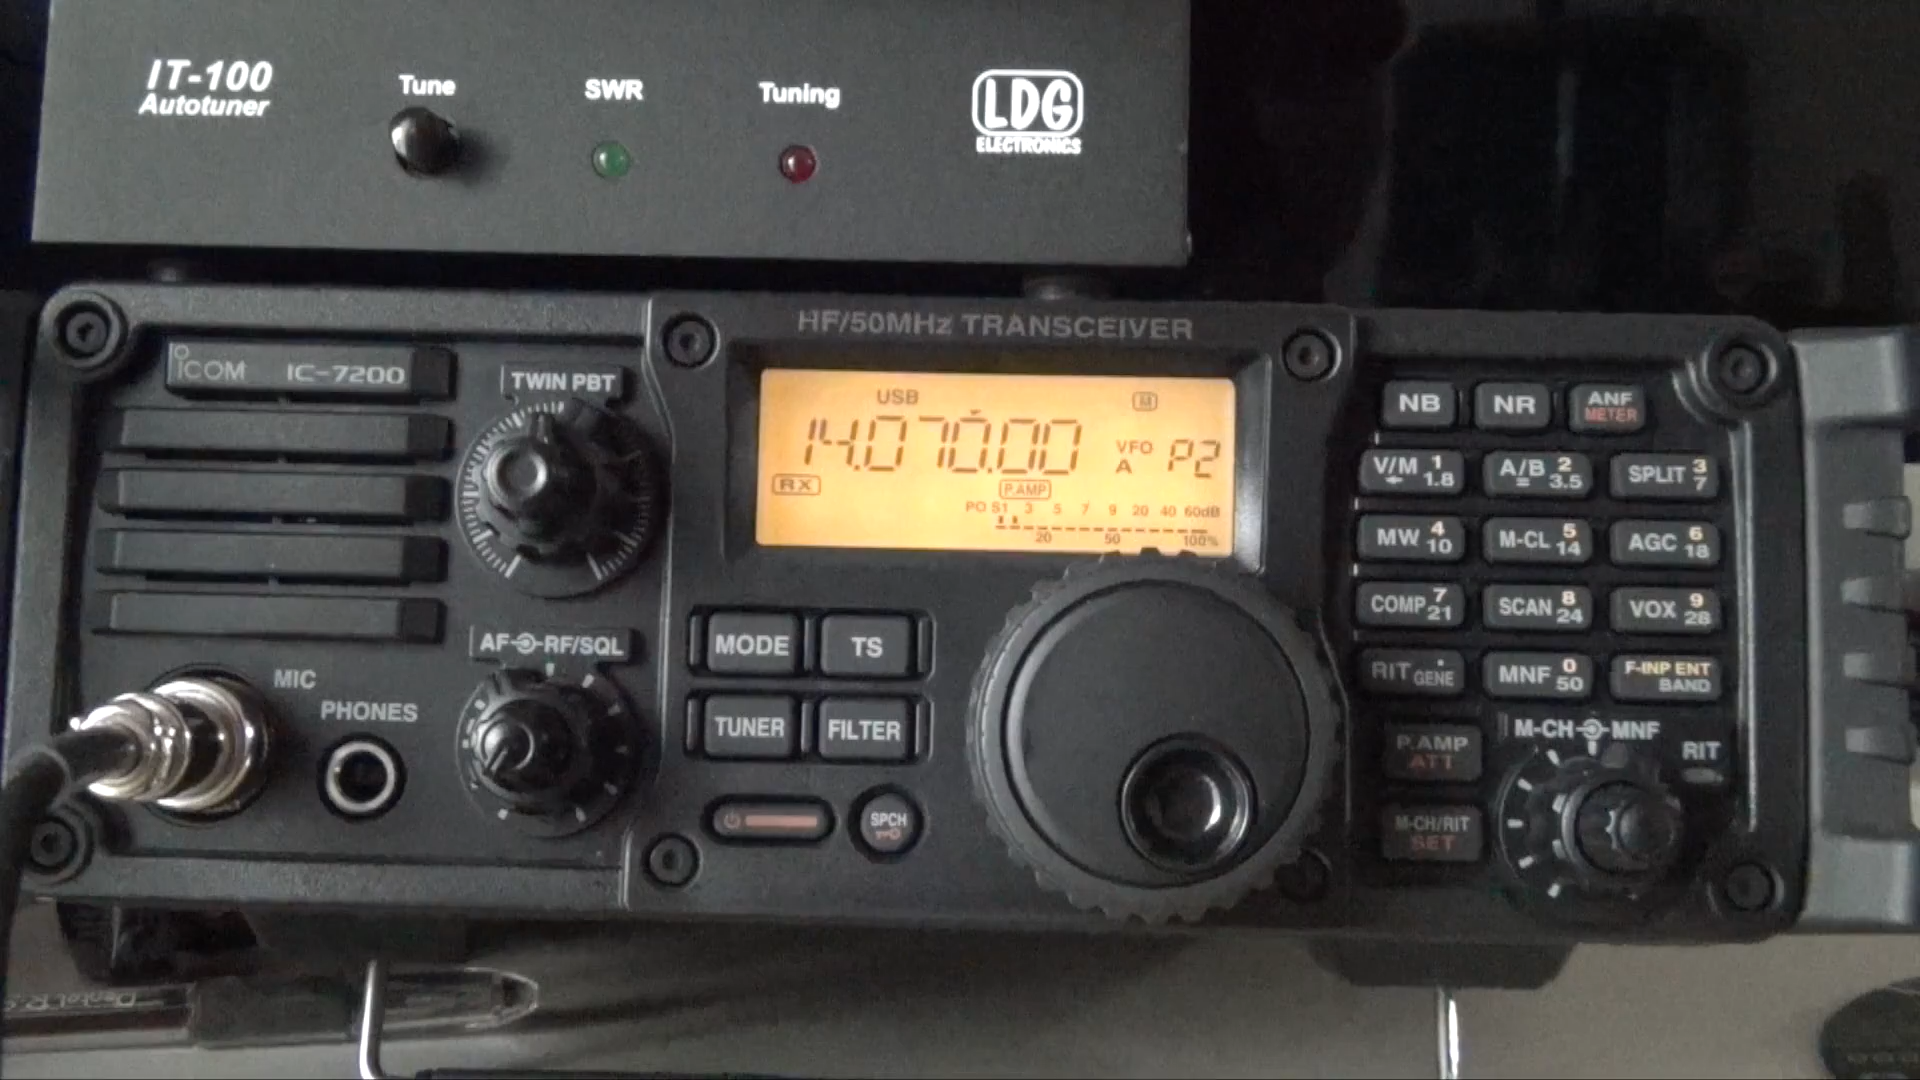 IT-100
Autotuner
Tune
SWR
Tuning
LDG
ELECTRONICS
HF/50MHz TRANSCEIVER
ICOM IC-7200
TWIN PBT
USB
M
14.070.00
VFO
A
P2
RX
P.AMP
PO S1 3 5 7 9 20 40 60dB
20 50 100%
NB
NR
ANF
METER
V/M 1 1.8
A/B 2 3.5
SPLIT 3 7
MW 4 10
M-CL 5 14
AGC 6 18
COMP 7 21
SCAN 8 24
VOX 9 28
RIT GENE
MNF 0 50
F-INP ENT
BAND
AF RF/SQL
MODE
TS
TUNER
FILTER
MIC
PHONES
SPCH
P.AMP
ATT
M-CH MNF
RIT
M-CH/RIT
SET